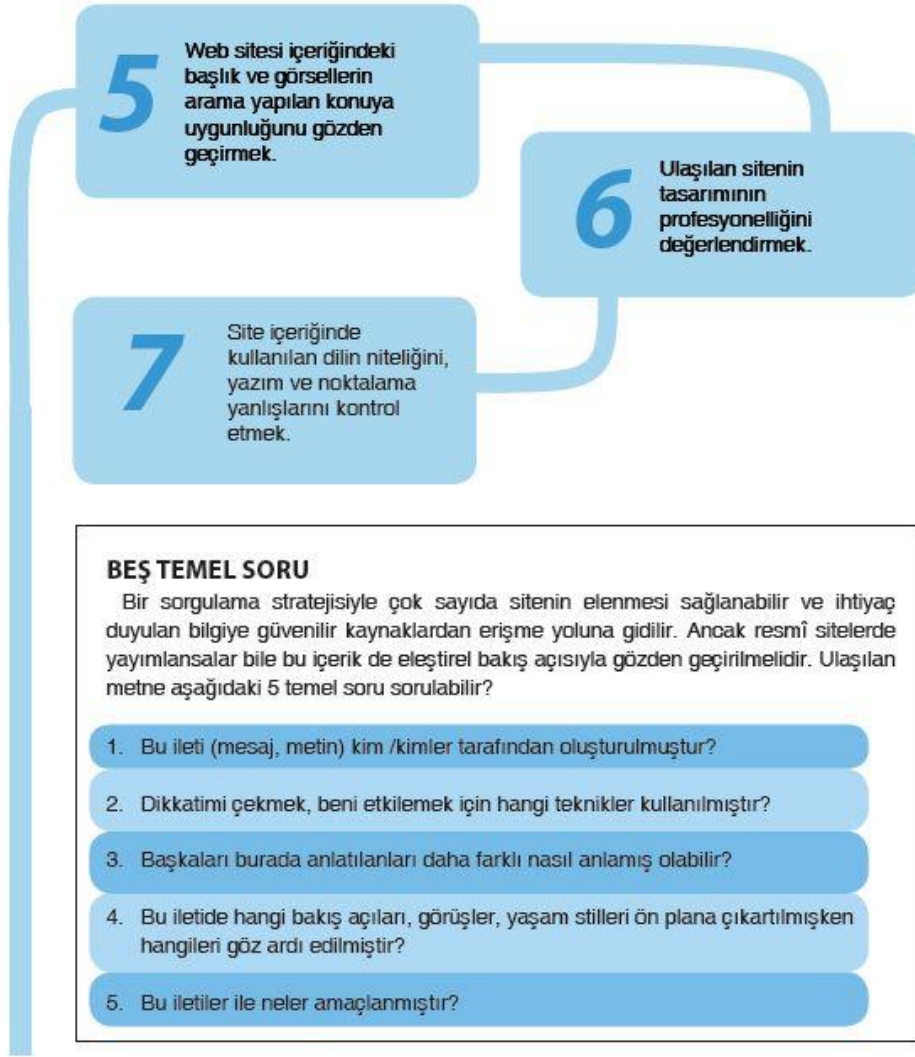 5
Web sitesi içeriğindeki
başlık ve görsellerin
arama yapılan konuya
uygunluğunu gözden
geçirmek.
6
Ulaşılan sitenin
tasarımının
profesyonelliğini
değerlendirmek.
7
Site içeriğinde
kullanılan dilin niteliğini,
yazım ve noktalama
yanlışlarını kontrol
etmek.
BEŞ TEMEL SORU
Bir sorgulama stratejisiyle çok sayıda sitenin elenmesi sağlanabilir ve ihtiyaç
duyulan bilgiye güvenilir kaynaklardan erişme yoluna gidilir. Ancak resmî sitelerde
yayımlansalar bile bu içerik de eleştirel bakış açısıyla gözden geçirilmelidir. Ulaşılan
metne aşağıdaki 5 temel soru sorulabilir?
1. Bu ileti (mesaj, metin) kim /kimler tarafından oluşturulmuştur?
2. Dikkatimi çekmek, beni etkilemek için hangi teknikler kullanılmıştır?
3. Başkaları burada anlatılanları daha farklı nasıl anlamış olabilir?
4. Bu iletide hangi bakış açıları, görüşler, yaşam stilleri ön plana çıkartılmışken
hangileri göz ardı edilmiştir?
5. Bu iletiler ile neler amaçlanmıştır?